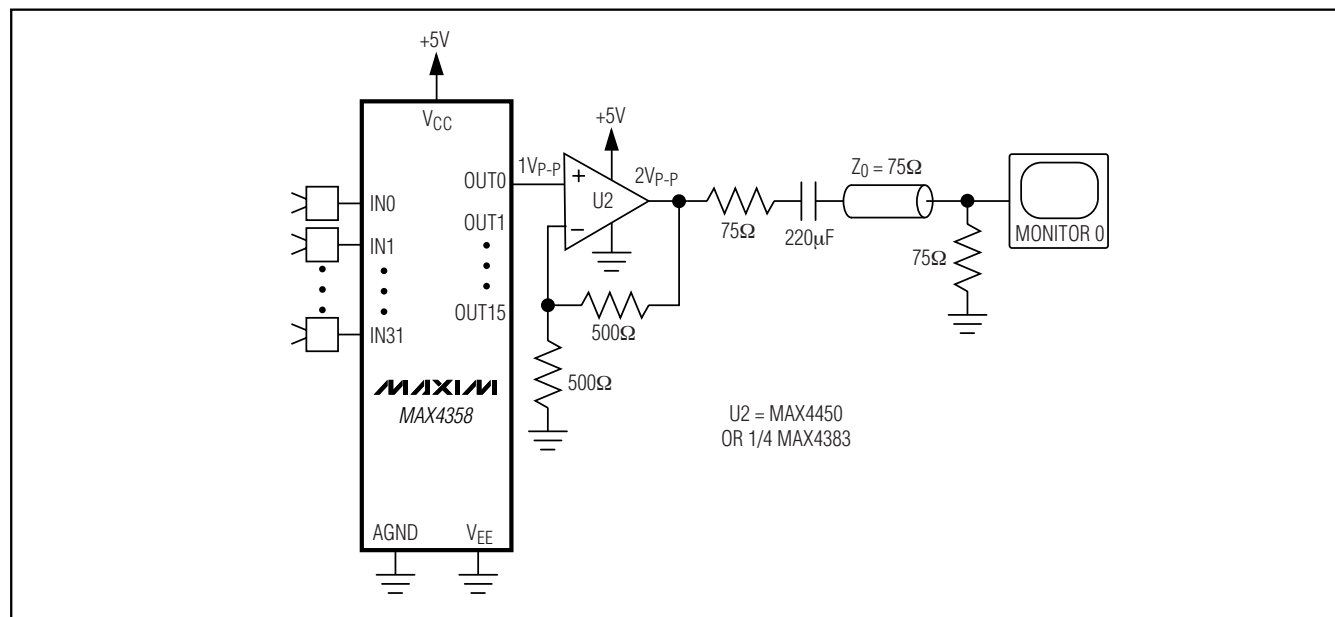 +5V
VCC
+5V
IN0
IN1
IN31
OUT0
OUT1
OUT15
MAXIM
MAX4358
AGND
VEE
1VP-P
+
−
U2
2VP-P
75Ω
220μF
Z0 = 75Ω
75Ω
MONITOR 0
500Ω
500Ω
U2 = MAX4450
OR 1/4 MAX4383